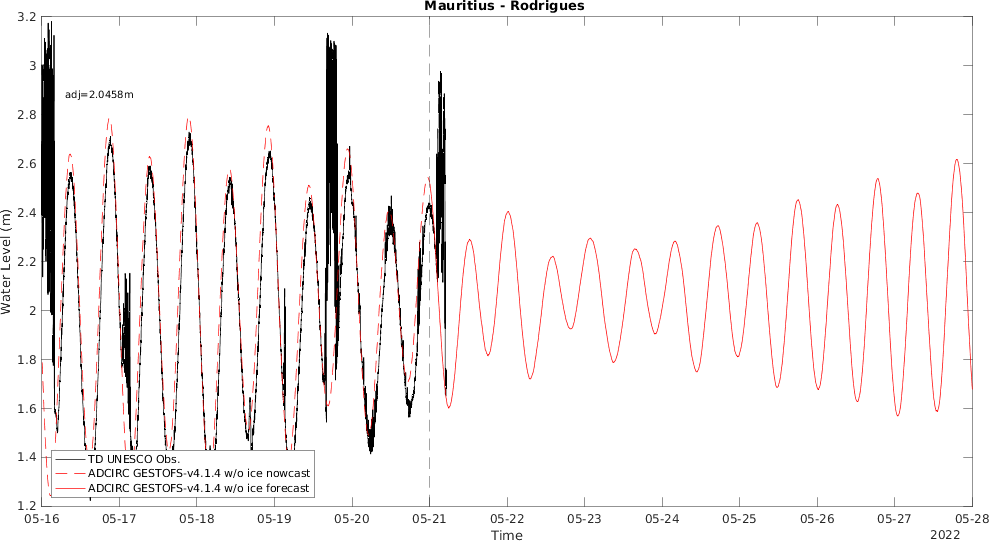 Mauritius - Rodrigues
3.2
3
2.8
2.6
2.4
2.2
2
1.8
1.6
1.4
1.2
Water Level (m)
adj=2.0458m
TD UNESCO Obs.
ADCIRC GESTOFS-v4.1.4 w/o ice nowcast
ADCIRC GESTOFS-v4.1.4 w/o ice forecast
05-16 05-17 05-18 05-19 05-20 05-21 05-22 05-23 05-24 05-25 05-26 05-27 05-28
Time
2022